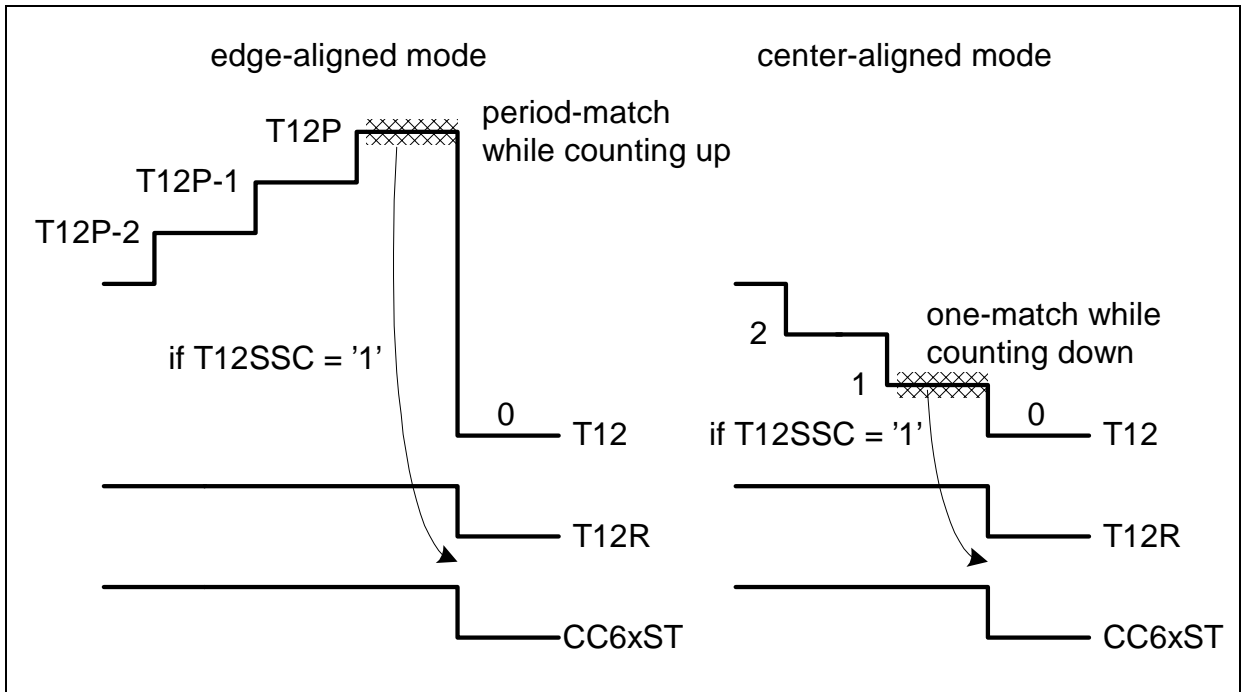 edge-aligned mode
T12P
period-match
while counting up
T12P-1
T12P-2
if T12SSC = '1'
0
T12
T12R
CC6xST
center-aligned mode
2
one-match while
counting down
1
if T12SSC = '1'
0
T12
T12R
CC6xST